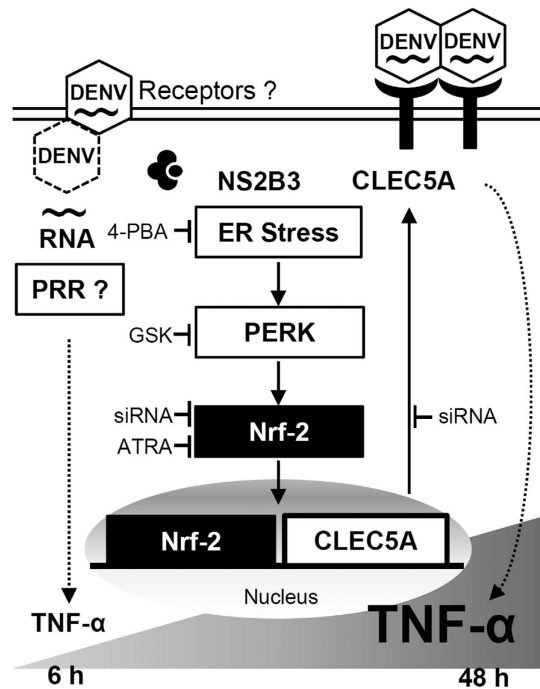 DENV DENV
DENV Receptors ?
DENV
NS2B3 CLEC5A
RNA 4-PBA ER Stress
PRR ?
GSK PERK
siRNA Nrf-2 siRNA
ATRA
Nrf-2 CLEC5A
Nucleus
TNF-α TNF-α
6 h 48 h